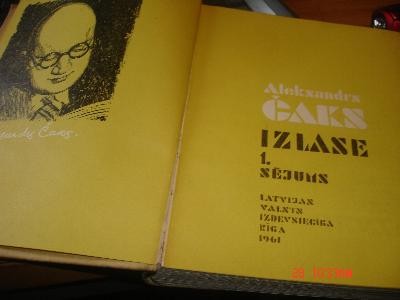 Aleksandrs
ČAKS
IZLASE
1.
SĒJUMS
LATVIJAS
VALSTS
IZDEVNIECĪBA
RĪGA
1961